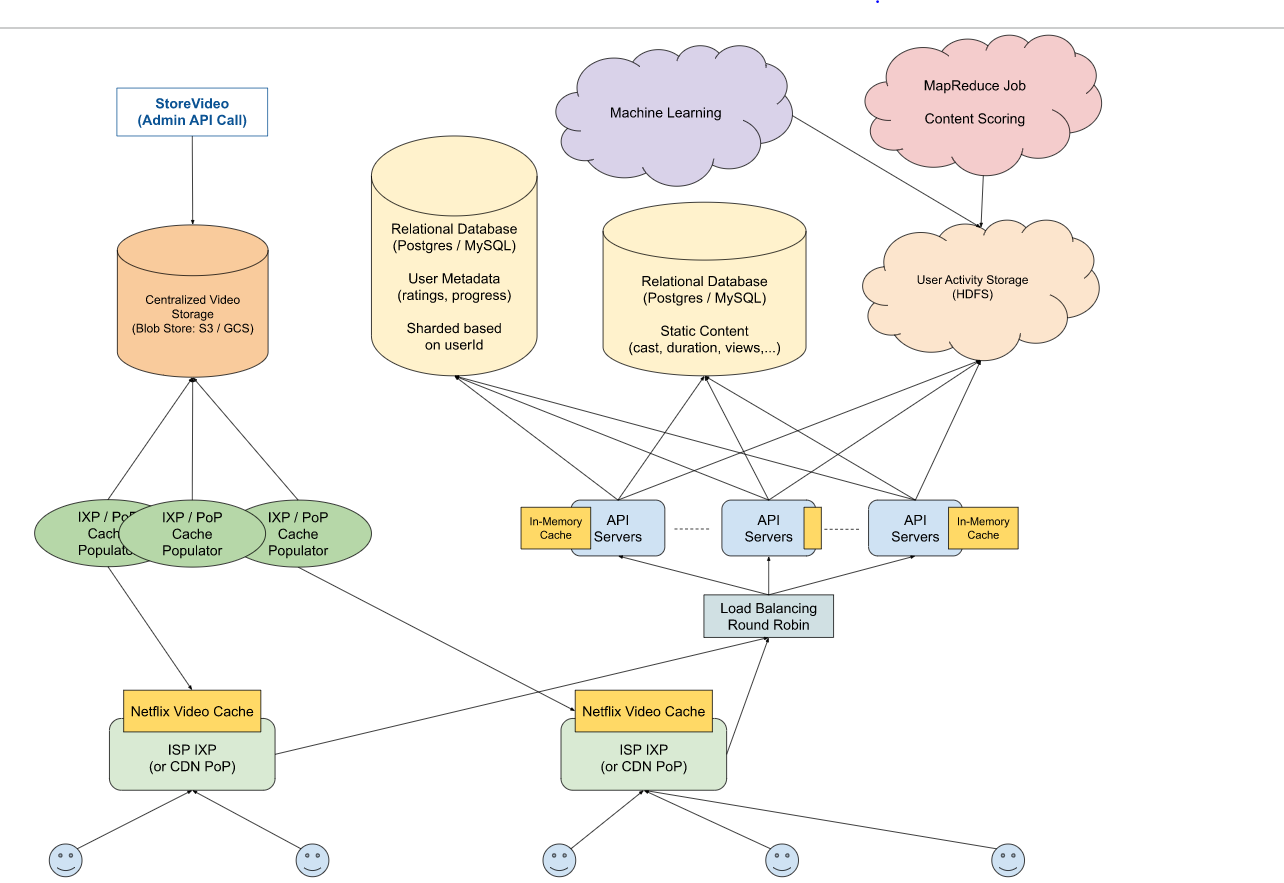 StoreVideo
(Admin API Call)
Machine Learning
MapReduce Job
Content Scoring
Relational Database
(Postgres / MySQL)
User Metadata
(ratings, progress)
Sharded based
on userId
Relational Database
(Postgres / MySQL)
Static Content
(cast, duration, views,...)
User Activity Storage
(HDFS)
Centralized Video
Storage
(Blob Store: S3 / GCS)
IXP / PoP
Cache
Populator
IXP / PoP
Cache
Populator
IXP / PoP
Cache
Populator
In-Memory
Cache
API
Servers
API
Servers
API
Servers
In-Memory
Cache
Load Balancing
Round Robin
Netflix Video Cache
ISP IXP
(or CDN PoP)
Netflix Video Cache
ISP IXP
(or CDN PoP)